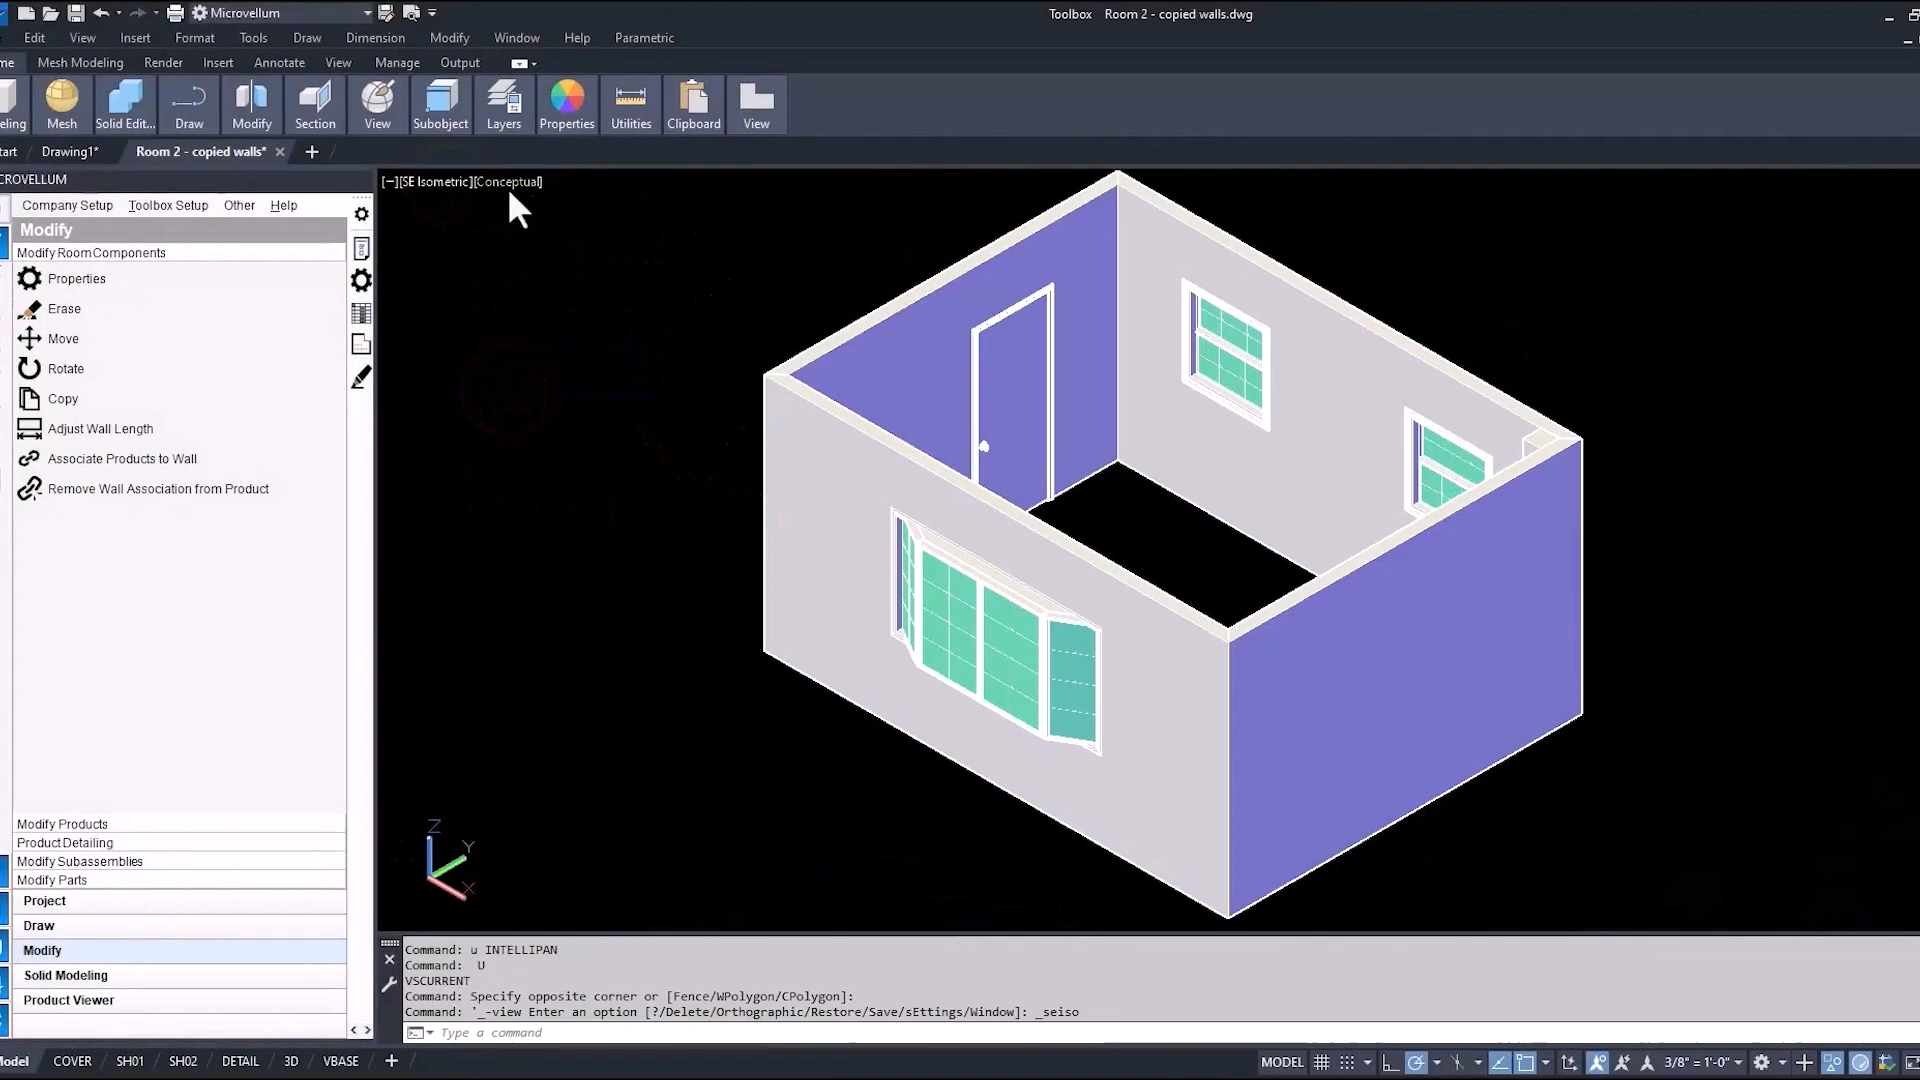 Microvellum
Toolbox Room 2 - copied walls.dwg
Edit View Insert Format Tools Draw Dimension Modify Window Help Parametric
me Mesh Modeling Render Insert Annotate View Manage Output
eling Mesh Solid Edit... Draw Modify Section View Subobject Layers Properties Utilities Clipboard View
tart Drawing1* Room 2 - copied walls*
CROVELLUM
[−][SE Isometric][Conceptual]
Company Setup Toolbox Setup Other Help
Modify
Modify Room Components
Properties
Erase
Move
Rotate
Copy
Adjust Wall Length
Associate Products to Wall
Remove Wall Association from Product
Modify Products
Product Detailing
Modify Subassemblies
Modify Parts
Project
Draw
Modify
Solid Modeling
Product Viewer
Z
Y
X
Command: u INTELLIPAN
Command: U
VSCURRENT
Command: Specify opposite corner or [Fence/WPolygon/CPolygon]:
Command: '_-view Enter an option [?/Delete/Orthographic/Restore/Save/sEttings/Window]: _seiso
Type a command
Model COVER SH01 SH02 DETAIL 3D VBASE
MODEL 3/8" = 1'-0"